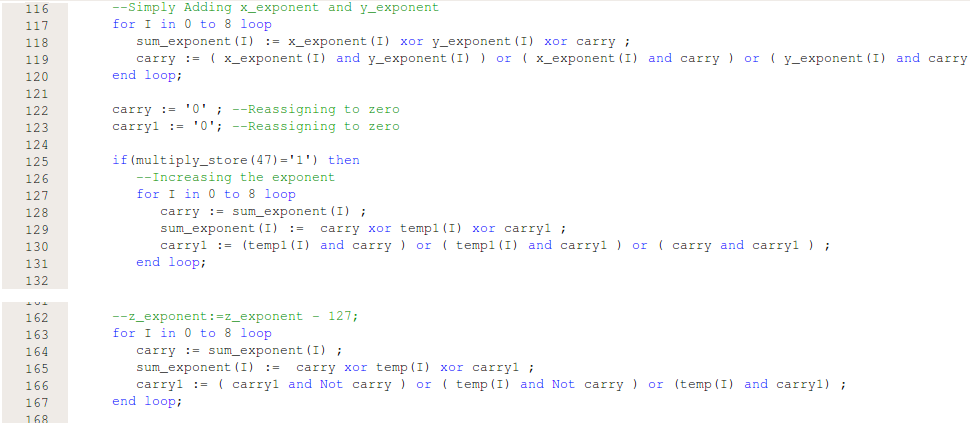 116 --Simply Adding x_exponent and y_exponent
117 for I in 0 to 8 loop
118 sum_exponent(I) := x_exponent(I) xor y_exponent(I) xor carry ;
119 carry := ( x_exponent(I) and y_exponent(I) ) or ( x_exponent(I) and carry ) or ( y_exponent(I) and carry
120 end loop;
121
122 carry := '0' ; --Reassigning to zero
123 carry1 := '0'; --Reassigning to zero
124
125 if(multiply_store(47)='1') then
126 --Increasing the exponent
127 for I in 0 to 8 loop
128 carry := sum_exponent(I) ;
129 sum_exponent(I) := carry xor temp1(I) xor carry1 ;
130 carry1 := (temp1(I) and carry ) or ( temp1(I) and carry1 ) or ( carry and carry1 ) ;
131 end loop;
132
162 --z_exponent:=z_exponent - 127;
163 for I in 0 to 8 loop
164 carry := sum_exponent(I) ;
165 sum_exponent(I) := carry xor temp(I) xor carry1 ;
166 carry1 := ( carry1 and Not carry ) or ( temp(I) and Not carry ) or (temp(I) and carry1) ;
167 end loop;
168